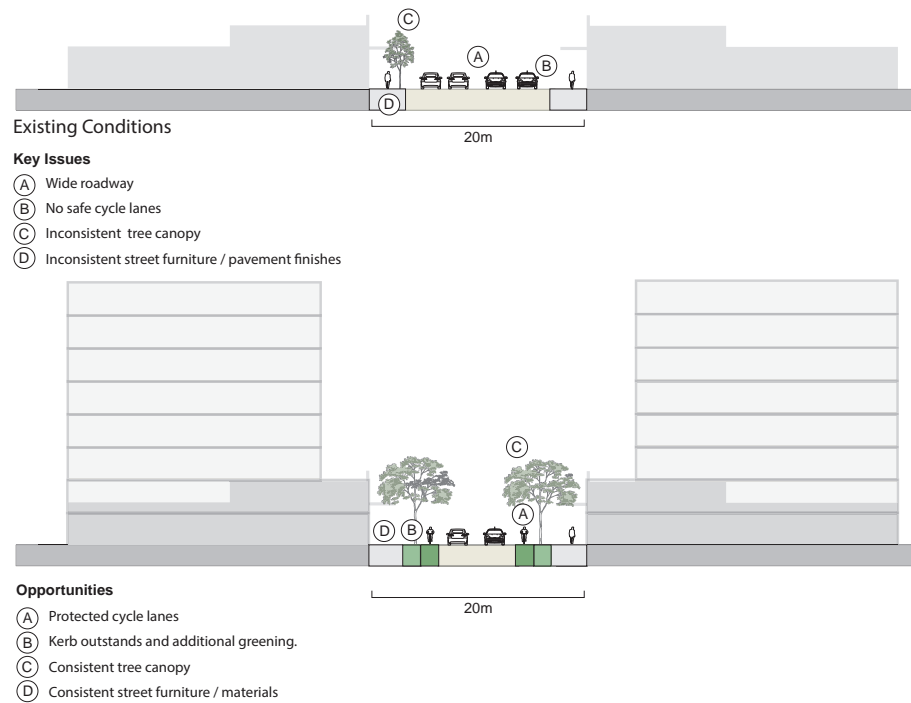 C
A
B
D
20m
Existing Conditions
Key Issues
A Wide roadway
B No safe cycle lanes
C Inconsistent tree canopy
D Inconsistent street furniture / pavement finishes
C
A
D B
20m
Opportunities
A Protected cycle lanes
B Kerb outstands and additional greening.
C Consistent tree canopy
D Consistent street furniture / materials